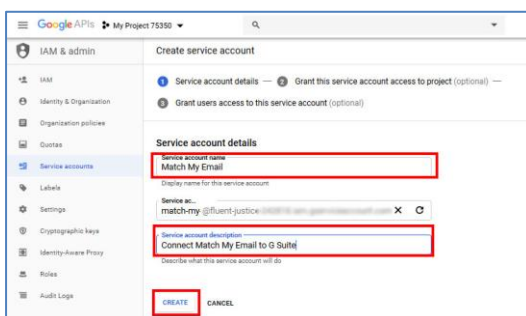 Google APIs My Project 75350
IAM & admin
Create service account
IAM
Identity & Organization
Organization policies
Quotas
Service accounts
Labels
Settings
Cryptographic keys
Identity-Aware Proxy
Roles
Audit Logs
1 Service account details — 2 Grant this service account access to project (optional) —
3 Grant users access to this service account (optional)
Service account details
Service account name
Match My Email
Display name for this service account
Service ac...
match-my @fluent-justice
Service account description
Connect Match My Email to G Suite
Describe what this service account will do
CREATE CANCEL